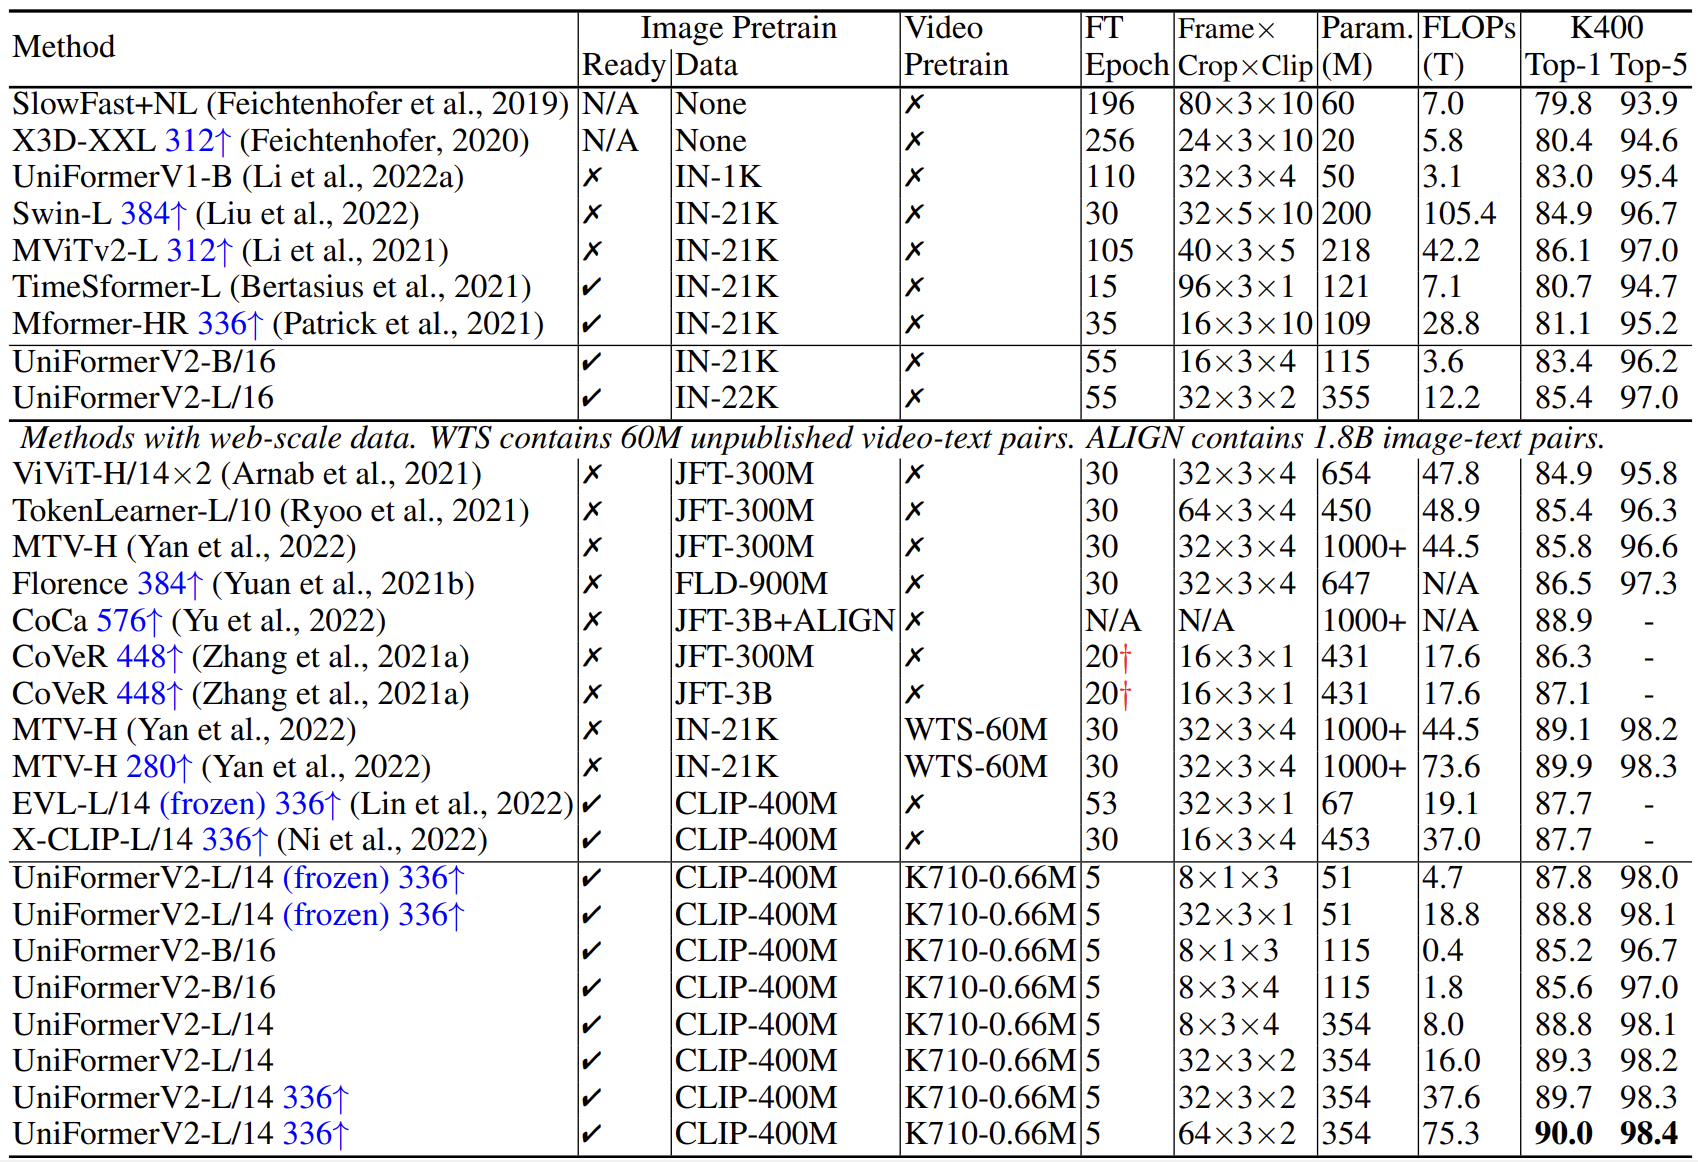 Method Image Pretrain Video FT Frame× Param. FLOPs K400
Ready Data Pretrain Epoch Crop×Clip (M) (T) Top-1 Top-5
SlowFast+NL (Feichtenhofer et al., 2019) N/A None ✗ 196 80×3×10 60 7.0 79.8 93.9
X3D-XXL 312↑ (Feichtenhofer, 2020) N/A None ✗ 256 24×3×10 20 5.8 80.4 94.6
UniFormerV1-B (Li et al., 2022a) ✗ IN-1K ✗ 110 32×3×4 50 3.1 83.0 95.4
Swin-L 384↑ (Liu et al., 2022) ✗ IN-21K ✗ 30 32×5×10 200 105.4 84.9 96.7
MViTv2-L 312↑ (Li et al., 2021) ✗ IN-21K ✗ 105 40×3×5 218 42.2 86.1 97.0
TimeSformer-L (Bertasius et al., 2021) ✓ IN-21K ✗ 15 96×3×1 121 7.1 80.7 94.7
Mformer-HR 336↑ (Patrick et al., 2021) ✓ IN-21K ✗ 35 16×3×10 109 28.8 81.1 95.2
UniFormerV2-B/16 ✓ IN-21K ✗ 55 16×3×4 115 3.6 83.4 96.2
UniFormerV2-L/16 ✓ IN-22K ✗ 55 32×3×2 355 12.2 85.4 97.0
Methods with web-scale data. WTS contains 60M unpublished video-text pairs. ALIGN contains 1.8B image-text pairs.
ViViT-H/14×2 (Arnab et al., 2021) ✗ JFT-300M ✗ 30 32×3×4 654 47.8 84.9 95.8
TokenLearner-L/10 (Ryoo et al., 2021) ✗ JFT-300M ✗ 30 64×3×4 450 48.9 85.4 96.3
MTV-H (Yan et al., 2022) ✗ JFT-300M ✗ 30 32×3×4 1000+ 44.5 85.8 96.6
Florence 384↑ (Yuan et al., 2021b) ✗ FLD-900M ✗ 30 32×3×4 647 N/A 86.5 97.3
CoCa 576↑ (Yu et al., 2022) ✗ JFT-3B+ALIGN ✗ N/A N/A 1000+ N/A 88.9 -
CoVeR 448↑ (Zhang et al., 2021a) ✗ JFT-300M ✗ 20† 16×3×1 431 17.6 86.3 -
CoVeR 448↑ (Zhang et al., 2021a) ✗ JFT-3B ✗ 20† 16×3×1 431 17.6 87.1 -
MTV-H (Yan et al., 2022) ✗ IN-21K WTS-60M 30 32×3×4 1000+ 44.5 89.1 98.2
MTV-H 280↑ (Yan et al., 2022) ✗ IN-21K WTS-60M 30 32×3×4 1000+ 73.6 89.9 98.3
EVL-L/14 (frozen) 336↑ (Lin et al., 2022) ✓ CLIP-400M ✗ 53 32×3×1 67 19.1 87.7 -
X-CLIP-L/14 336↑ (Ni et al., 2022) ✓ CLIP-400M ✗ 30 16×3×4 453 37.0 87.7 -
UniFormerV2-L/14 (frozen) 336↑ ✓ CLIP-400M K710-0.66M 5 8×1×3 51 4.7 87.8 98.0
UniFormerV2-L/14 (frozen) 336↑ ✓ CLIP-400M K710-0.66M 5 32×3×1 51 18.8 88.8 98.1
UniFormerV2-B/16 ✓ CLIP-400M K710-0.66M 5 8×1×3 115 0.4 85.2 96.7
UniFormerV2-B/16 ✓ CLIP-400M K710-0.66M 5 8×3×4 115 1.8 85.6 97.0
UniFormerV2-L/14 ✓ CLIP-400M K710-0.66M 5 8×3×4 354 8.0 88.8 98.1
UniFormerV2-L/14 ✓ CLIP-400M K710-0.66M 5 32×3×2 354 16.0 89.3 98.2
UniFormerV2-L/14 336↑ ✓ CLIP-400M K710-0.66M 5 32×3×2 354 37.6 89.7 98.3
UniFormerV2-L/14 336↑ ✓ CLIP-400M K710-0.66M 5 64×3×2 354 75.3 90.0 98.4